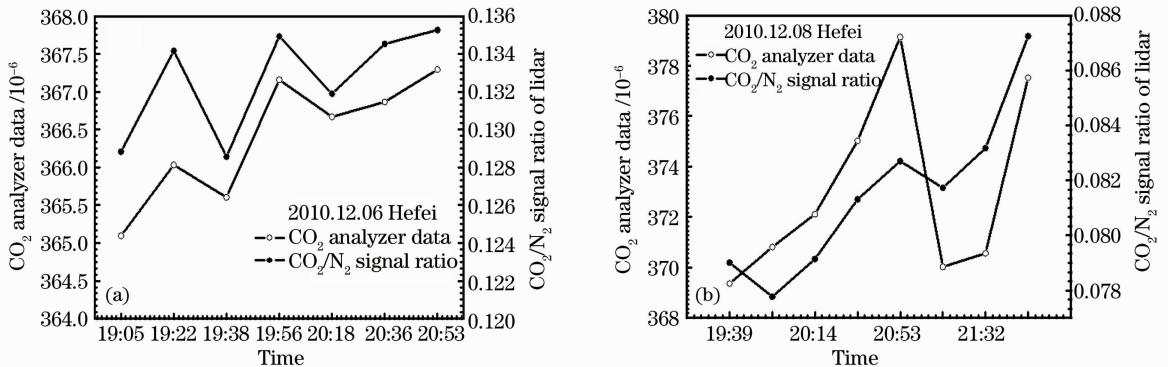 368.0
367.5
367.0
366.5
366.0
365.5
365.0
364.5
364.0
CO₂ analyzer data /10⁻⁶
0.136
0.134
0.132
0.130
0.128
0.126
0.124
0.122
0.120
CO₂/N₂ signal ratio of lidar
2010.12.06 Hefei
CO₂ analyzer data
CO₂/N₂ signal ratio
(a)
19:05 19:22 19:38 19:56 20:18 20:36 20:53
Time
380
378
376
374
372
370
368
CO₂ analyzer data /10⁻⁶
0.088
0.086
0.084
0.082
0.080
0.078
CO₂/N₂ signal ratio of lidar
2010.12.08 Hefei
CO₂ analyzer data
CO₂/N₂ signal ratio
(b)
19:39 20:14 20:53 21:32
Time